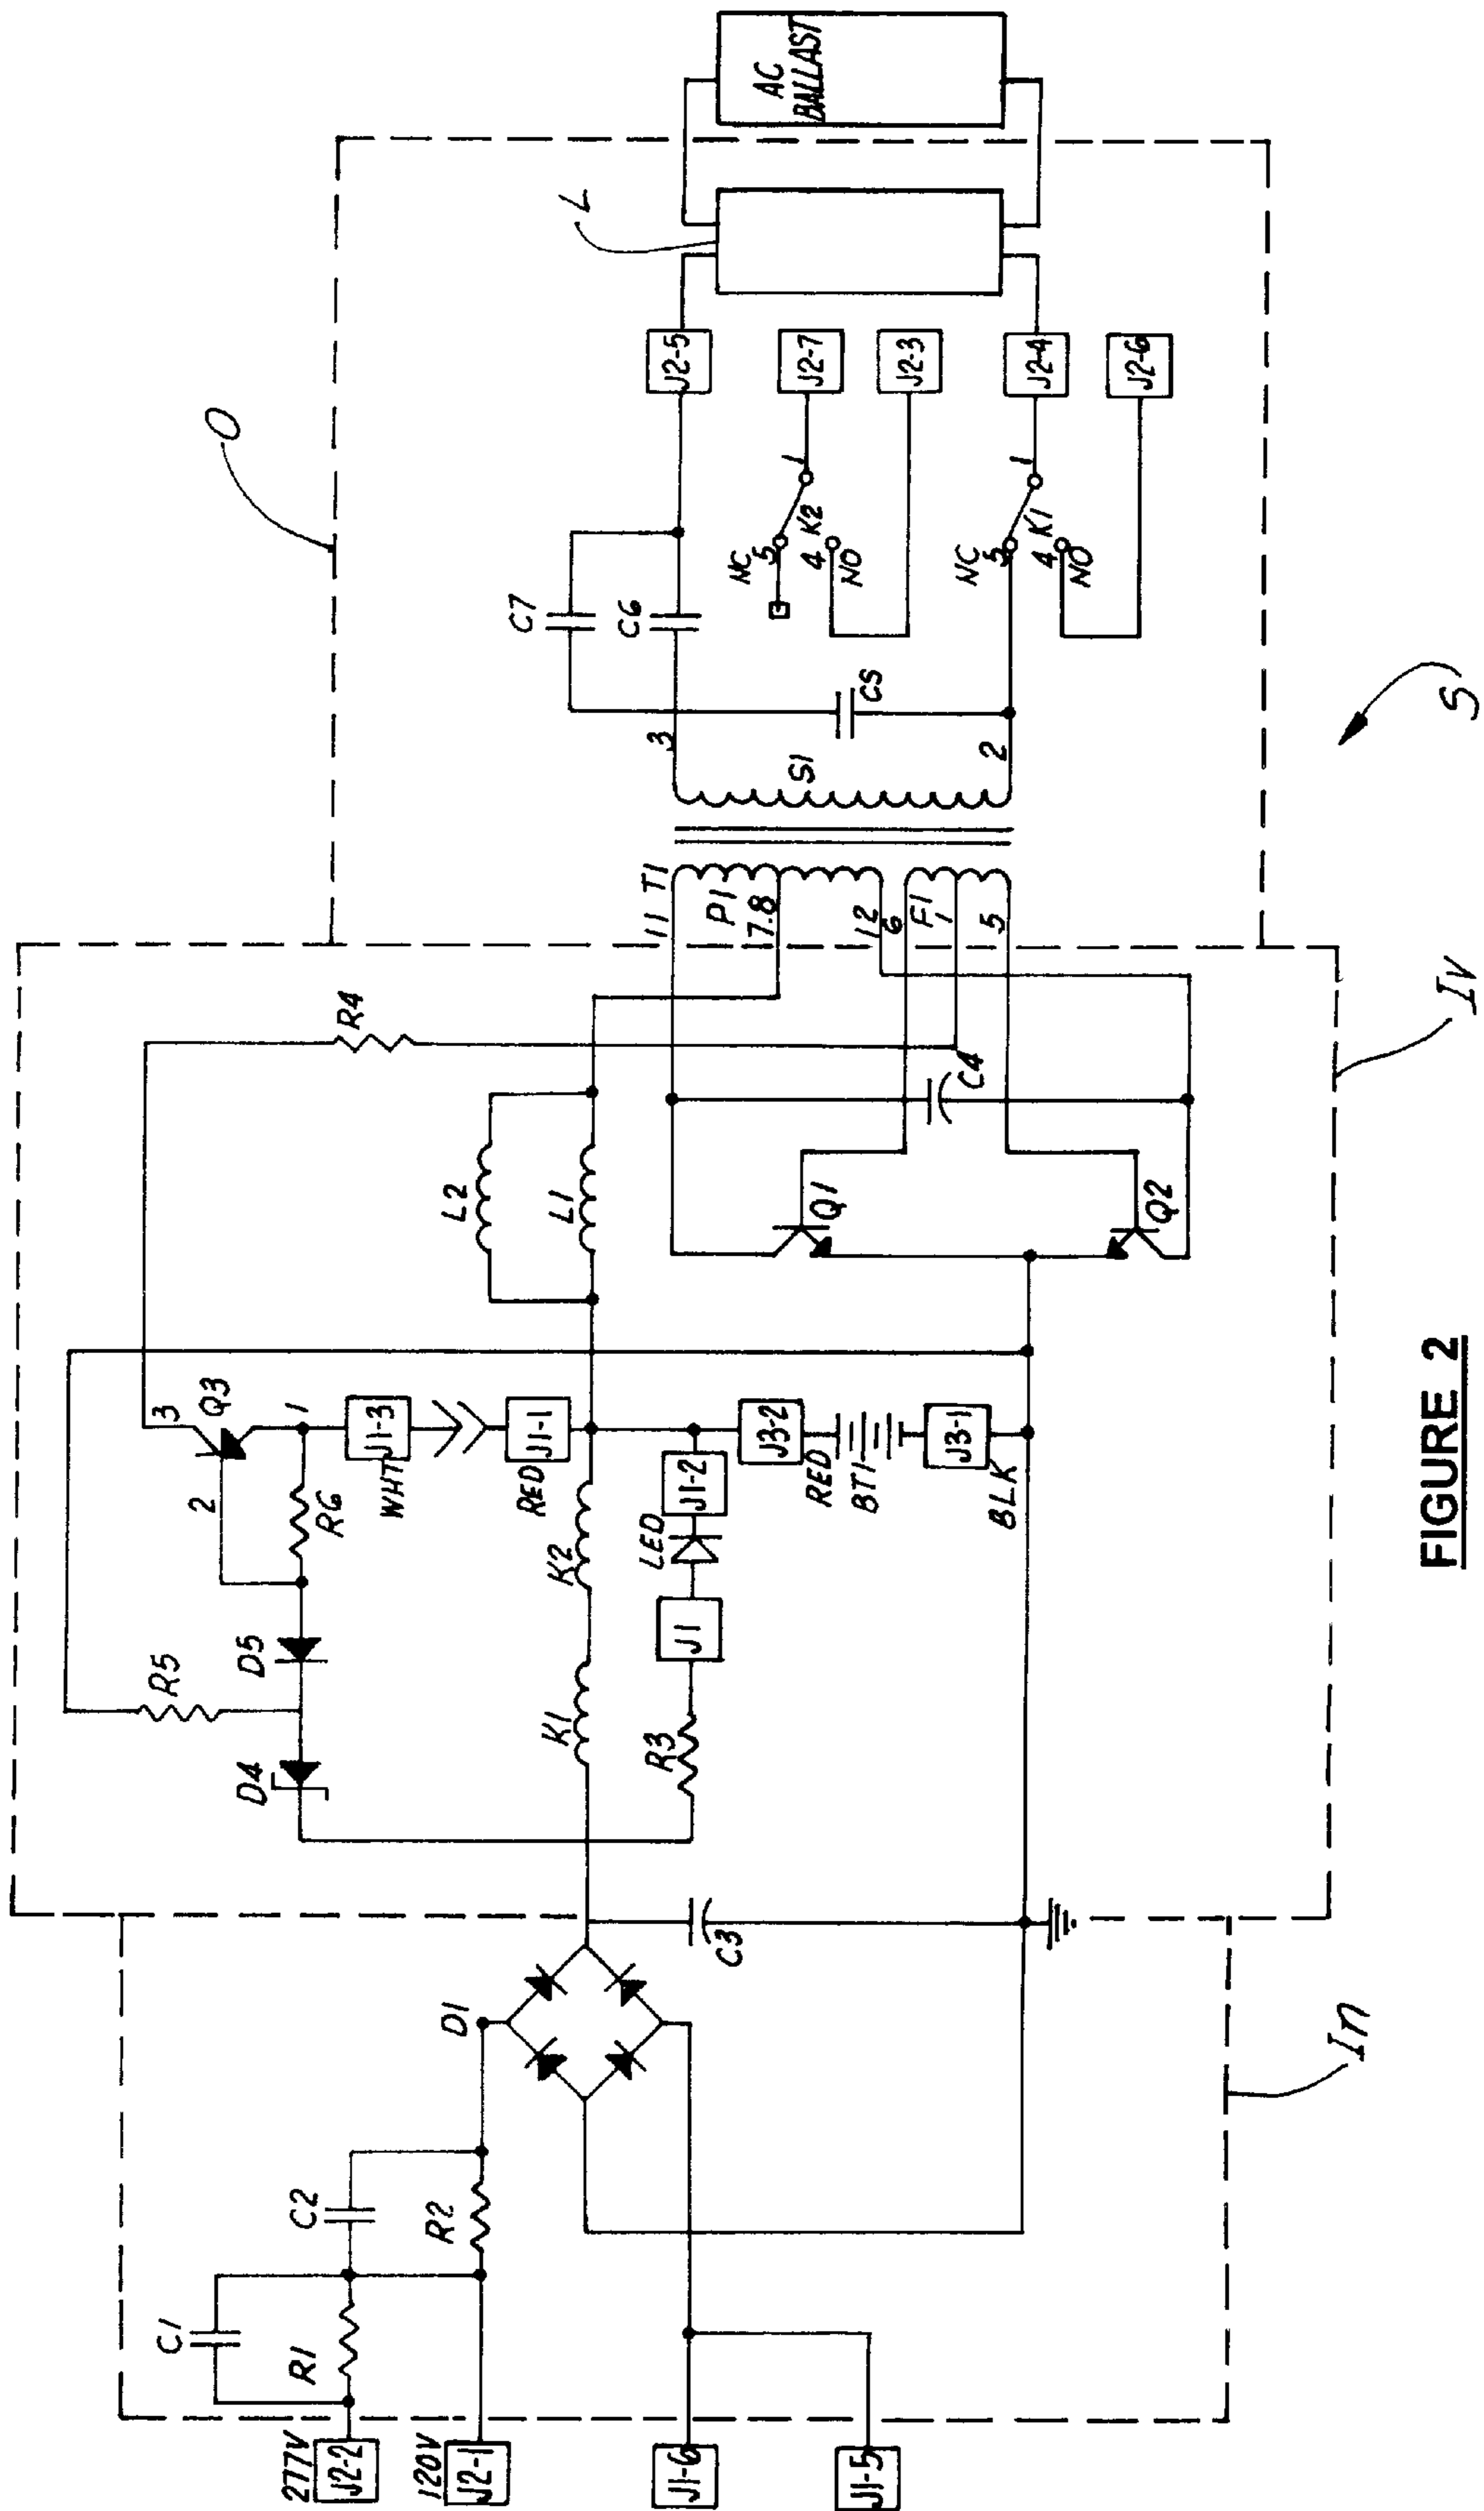 277V
J2-2
120V
J2-1
J1-6
J1-5
C1
R1
C2
R2
D1
C3
In
D4
R5
D5
2
R6
3
Q3
1
WHT
J1-3
RED
J1-1
K1
K2
R3
J1
LED
J1-2
RED
J3-2
BT1
BLK
J3-1
L2
L1
R4
Q1
Q2
C4
Iv
11
T1
P1
7.8
12
6
F1
1
5
S1
3
2
C5
C7
C6
NC
5
4
K2
NO
1
NC
5
4
K1
NO
1
J2-5
J2-7
J2-3
J2-4
J2-6
O
L
AC
BALLAST
S
FIGURE 2